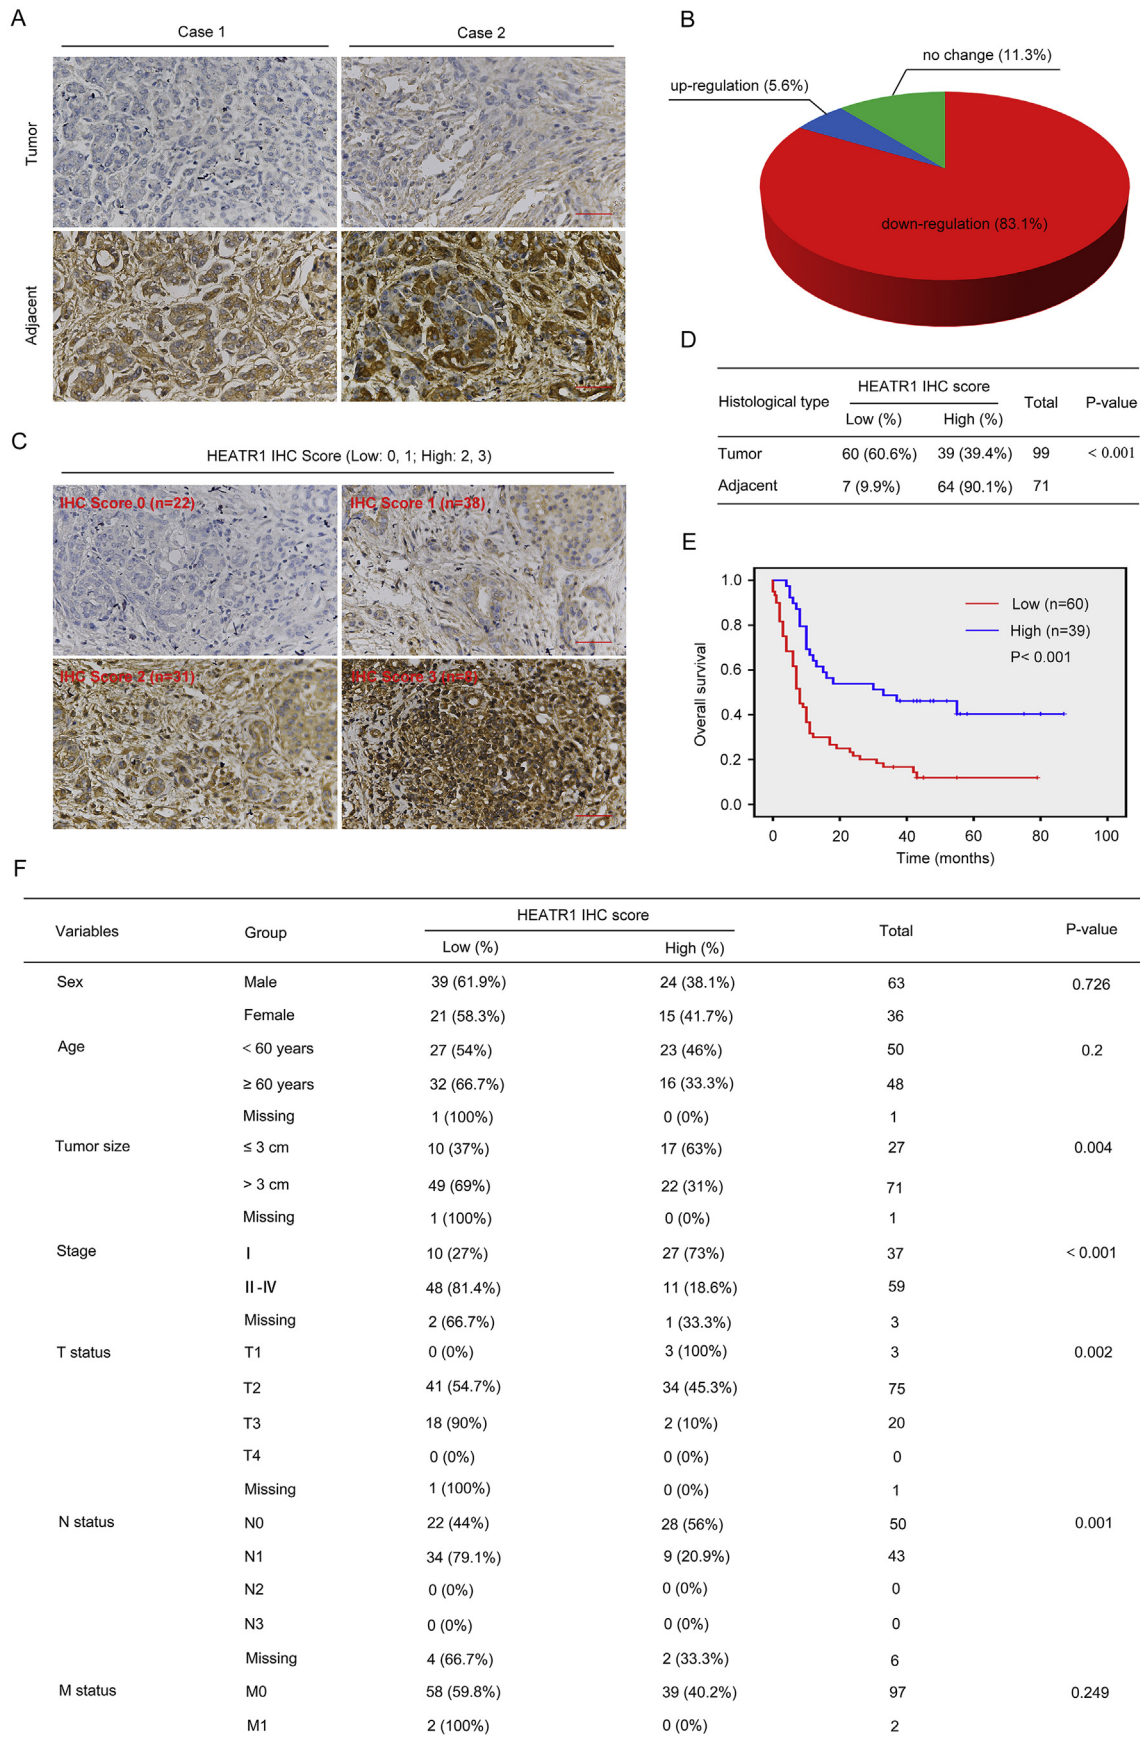 A
Case 1
Case 2
Tumor
Adjacent
B
no change (11.3%)
up-regulation (5.6%)
down-regulation (83.1%)
C
HEATR1 IHC Score (Low: 0, 1; High: 2, 3)
IHC Score 0 (n=22)
IHC Score 1 (n=38)
IHC Score 2 (n=31)
IHC Score 3 (n=8)
D
HEATR1 IHC score
Histological type Total P-value
Low (%) High (%)
Tumor 60 (60.6%) 39 (39.4%) 99 < 0.001
Adjacent 7 (9.9%) 64 (90.1%) 71
E
Overall survival
1.0
0.8
0.6
0.4
0.2
0.0
Low (n=60)
High (n=39)
P< 0.001
0 20 40 60 80 100
Time (months)
F
HEATR1 IHC score
Variables Group Total P-value
Low (%) High (%)
Sex Male 39 (61.9%) 24 (38.1%) 63 0.726
Female 21 (58.3%) 15 (41.7%) 36
Age < 60 years 27 (54%) 23 (46%) 50 0.2
≥ 60 years 32 (66.7%) 16 (33.3%) 48
Missing 1 (100%) 0 (0%) 1
Tumor size ≤ 3 cm 10 (37%) 17 (63%) 27 0.004
> 3 cm 49 (69%) 22 (31%) 71
Missing 1 (100%) 0 (0%) 1
Stage Ⅰ 10 (27%) 27 (73%) 37 < 0.001
Ⅱ-Ⅳ 48 (81.4%) 11 (18.6%) 59
Missing 2 (66.7%) 1 (33.3%) 3
T status T1 0 (0%) 3 (100%) 3 0.002
T2 41 (54.7%) 34 (45.3%) 75
T3 18 (90%) 2 (10%) 20
T4 0 (0%) 0 (0%) 0
Missing 1 (100%) 0 (0%) 1
N status N0 22 (44%) 28 (56%) 50 0.001
N1 34 (79.1%) 9 (20.9%) 43
N2 0 (0%) 0 (0%) 0
N3 0 (0%) 0 (0%) 0
Missing 4 (66.7%) 2 (33.3%) 6
M status M0 58 (59.8%) 39 (40.2%) 97 0.249
M1 2 (100%) 0 (0%) 2